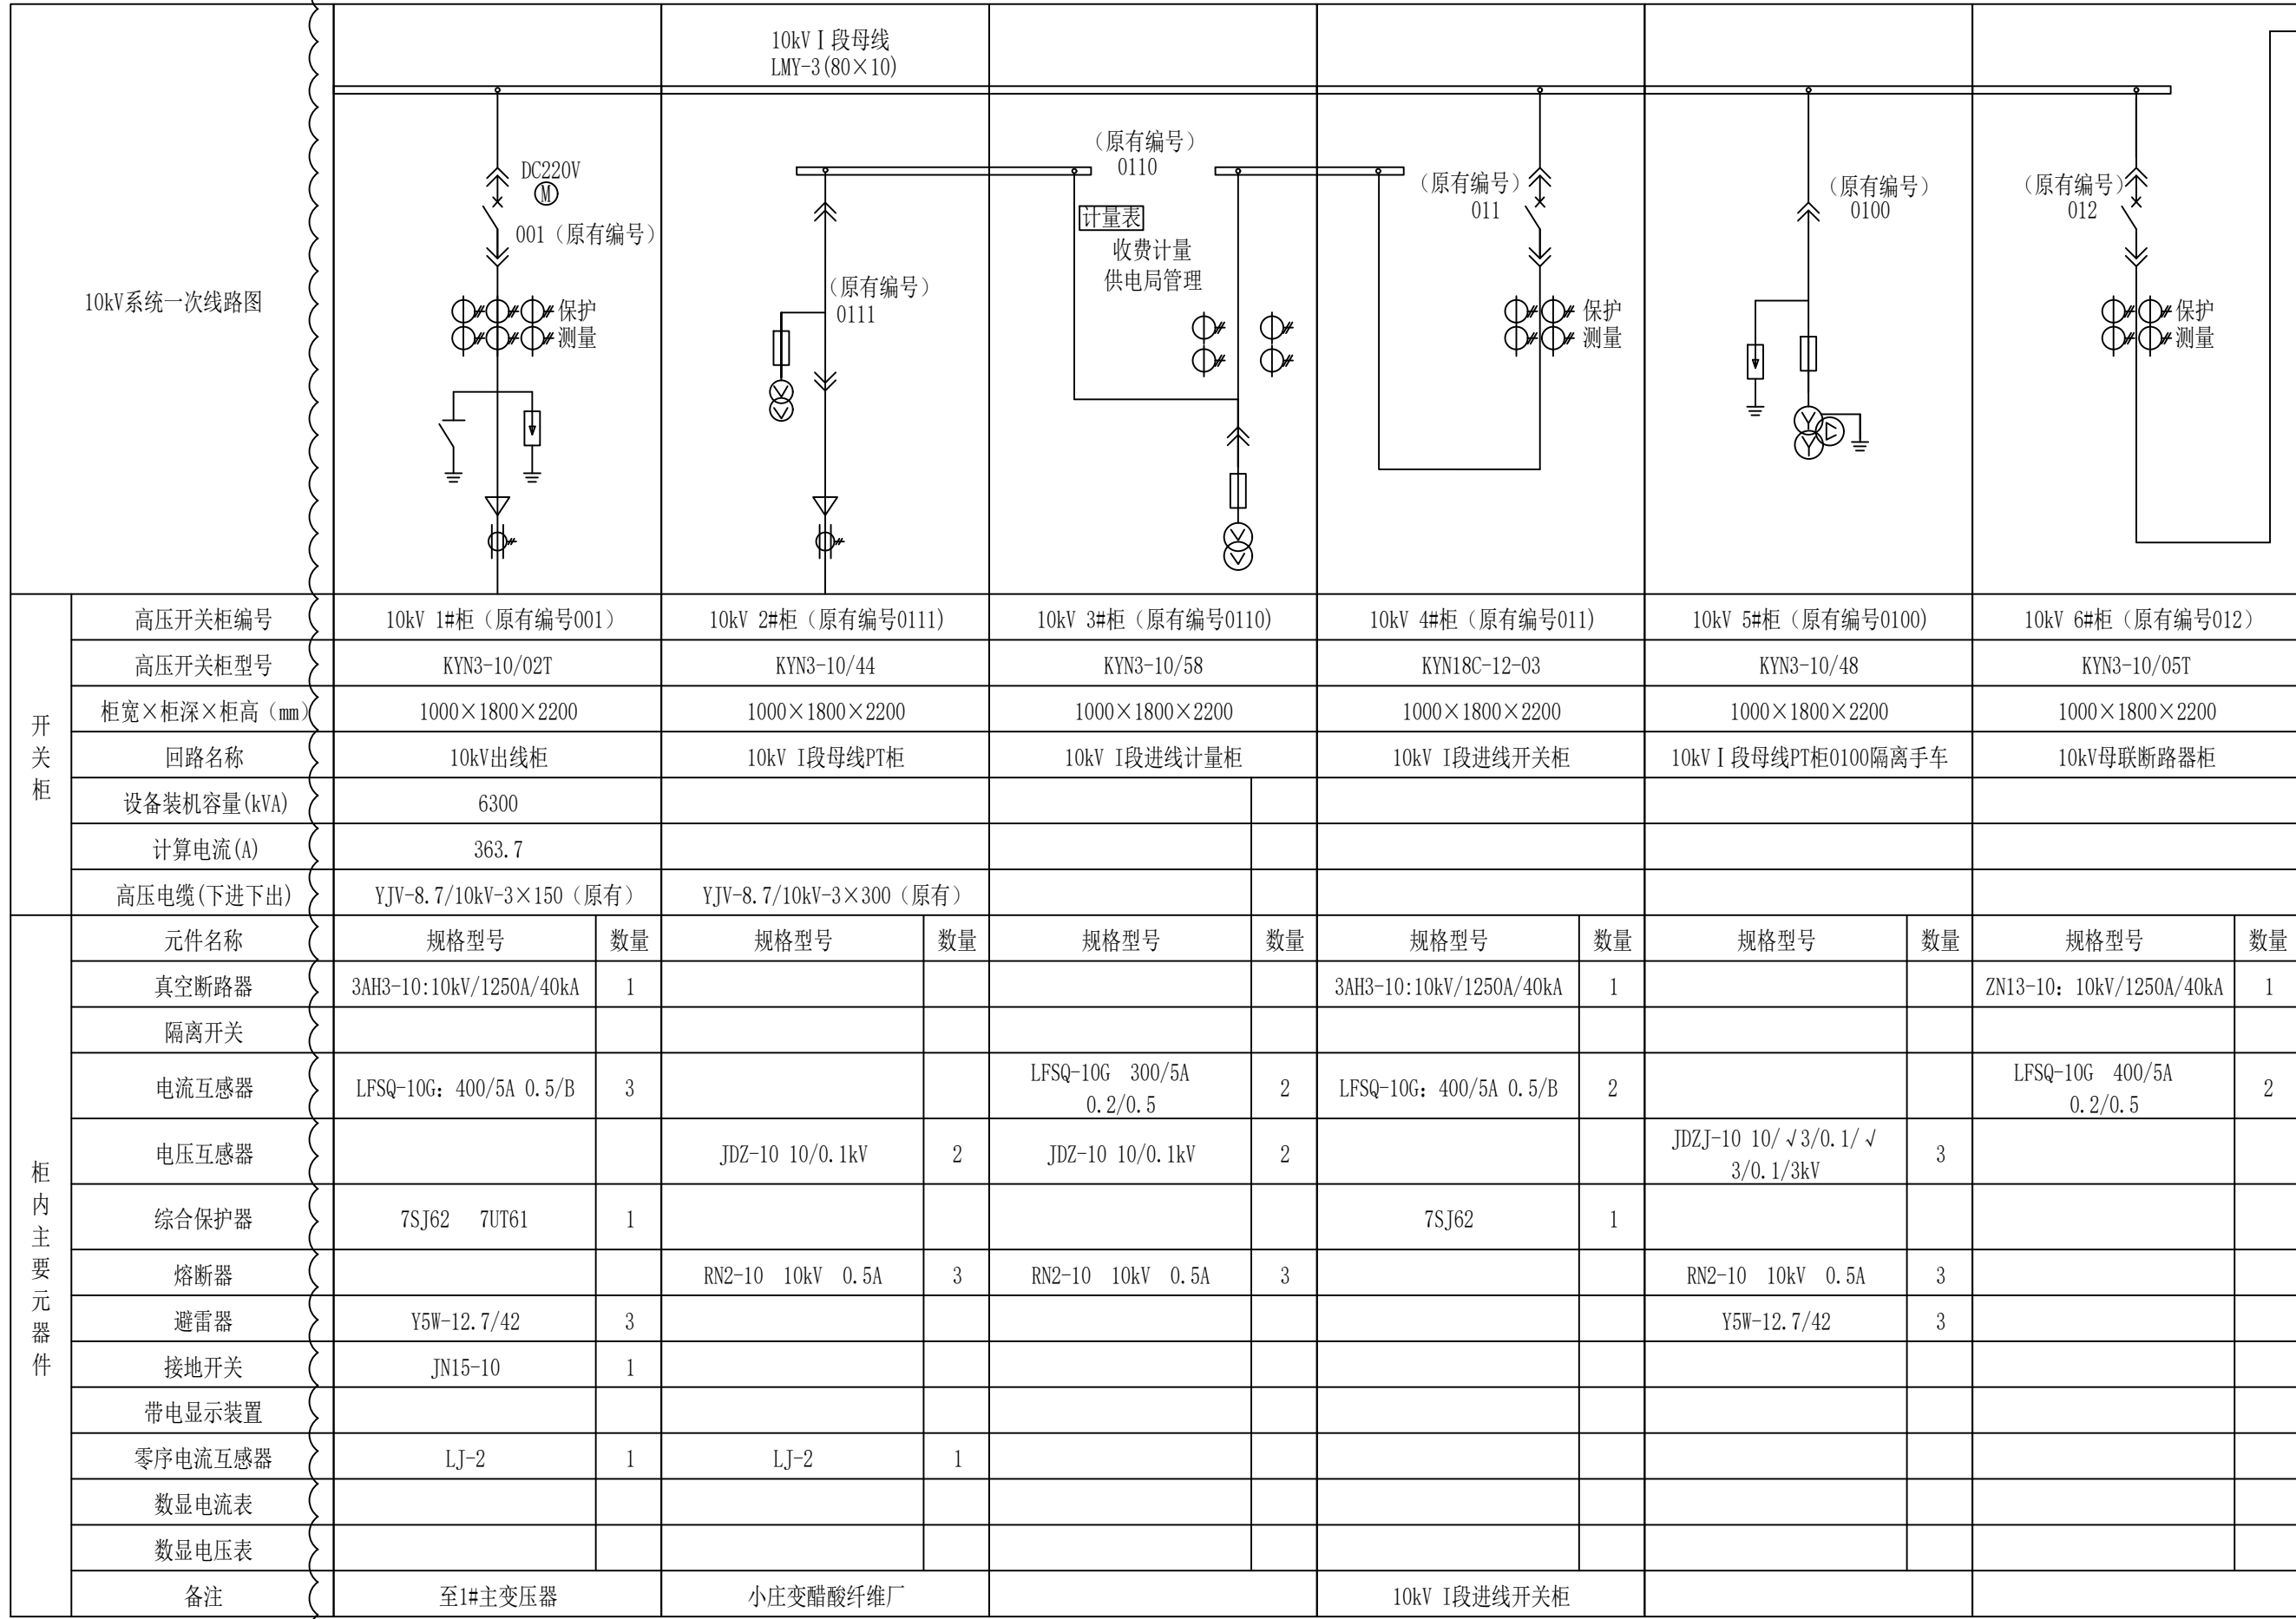 10kVⅠ段母线
LMY-3(80×10)
10kV系统一次线路图
DC220V
M
001（原有编号）
保护
测量
（原有编号）
0111
（原有编号）
0110
计量表
收费计量
供电局管理
（原有编号）
011
保护
测量
（原有编号）
0100
（原有编号）
012
保护
测量
开关柜
高压开关柜编号 10kV 1#柜（原有编号001） 10kV 2#柜（原有编号0111) 10kV 3#柜（原有编号0110) 10kV 4#柜（原有编号011) 10kV 5#柜（原有编号0100) 10kV 6#柜（原有编号012）
高压开关柜型号 KYN3-10/02T KYN3-10/44 KYN3-10/58 KYN18C-12-03 KYN3-10/48 KYN3-10/05T
柜宽×柜深×柜高（mm） 1000×1800×2200 1000×1800×2200 1000×1800×2200 1000×1800×2200 1000×1800×2200 1000×1800×2200
回路名称 10kV出线柜 10kV I段母线PT柜 10kV I段进线计量柜 10kV I段进线开关柜 10kVⅠ段母线PT柜0100隔离手车 10kV母联断路器柜
设备装机容量(kVA) 6300
计算电流(A) 363.7
高压电缆(下进下出) YJV-8.7/10kV-3×150（原有） YJV-8.7/10kV-3×300（原有）
柜内主要元器件
元件名称 规格型号 数量 规格型号 数量 规格型号 数量 规格型号 数量 规格型号 数量 规格型号 数量
真空断路器 3AH3-10:10kV/1250A/40kA 1 3AH3-10:10kV/1250A/40kA 1 ZN13-10：10kV/1250A/40kA 1
隔离开关
电流互感器 LFSQ-10G：400/5A 0.5/B 3 LFSQ-10G 300/5A 0.2/0.5 2 LFSQ-10G：400/5A 0.5/B 2 LFSQ-10G 400/5A 0.2/0.5 2
电压互感器 JDZ-10 10/0.1kV 2 JDZ-10 10/0.1kV 2 JDZJ-10 10/√3/0.1/√3/0.1/3kV 3
综合保护器 7SJ62 7UT61 1 7SJ62 1
熔断器 RN2-10 10kV 0.5A 3 RN2-10 10kV 0.5A 3 RN2-10 10kV 0.5A 3
避雷器 Y5W-12.7/42 3 Y5W-12.7/42 3
接地开关 JN15-10 1
带电显示装置
零序电流互感器 LJ-2 1 LJ-2 1
数显电流表
数显电压表
备注 至1#主变压器 小庄变醋酸纤维厂 10kV I段进线开关柜